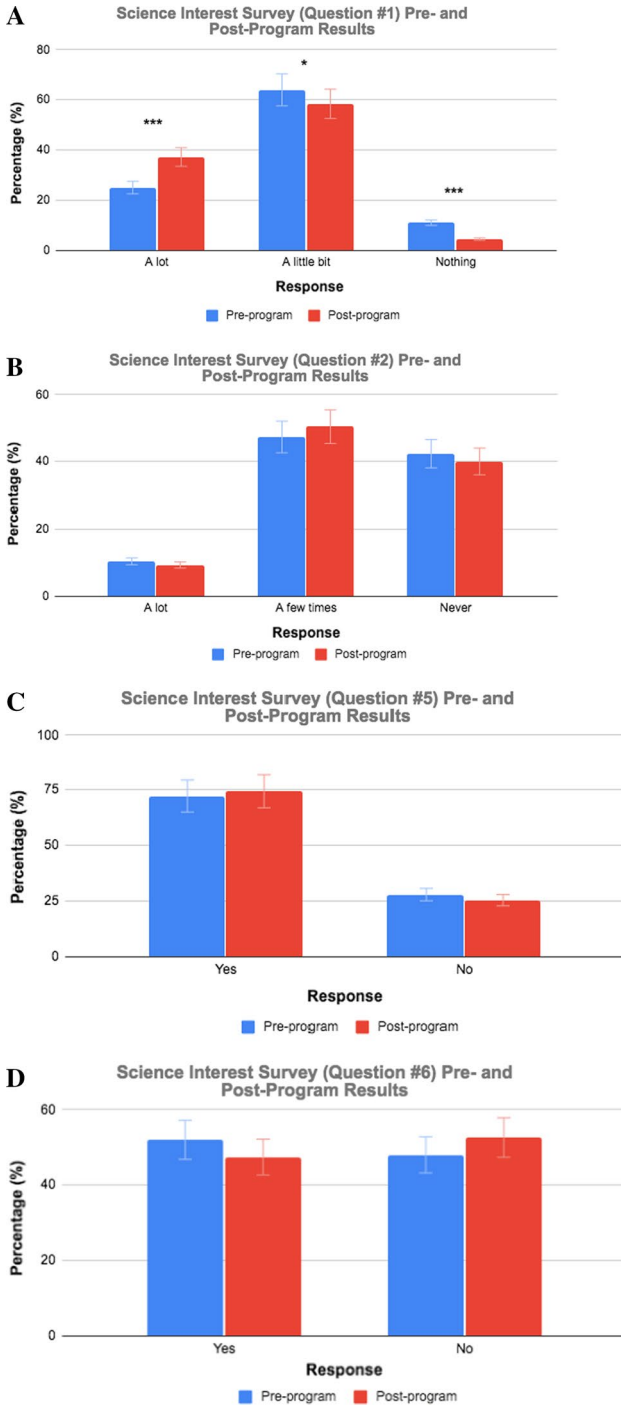 A
Science Interest Survey (Question #1) Pre- and
Post-Program Results
Percentage (%)
80
60
40
20
0
***
*
***
A lot
A little bit
Nothing
Response
Pre-program
Post-program
B
Science Interest Survey (Question #2) Pre- and
Post-Program Results
Percentage (%)
60
40
20
0
A lot
A few times
Never
Response
Pre-program
Post-program
C
Science Interest Survey (Question #5) Pre- and
Post-Program Results
Percentage (%)
100
75
50
25
0
Yes
No
Response
Pre-program
Post-program
D
Science Interest Survey (Question #6) Pre- and
Post-Program Results
Percentage (%)
60
40
20
0
Yes
No
Response
Pre-program
Post-program